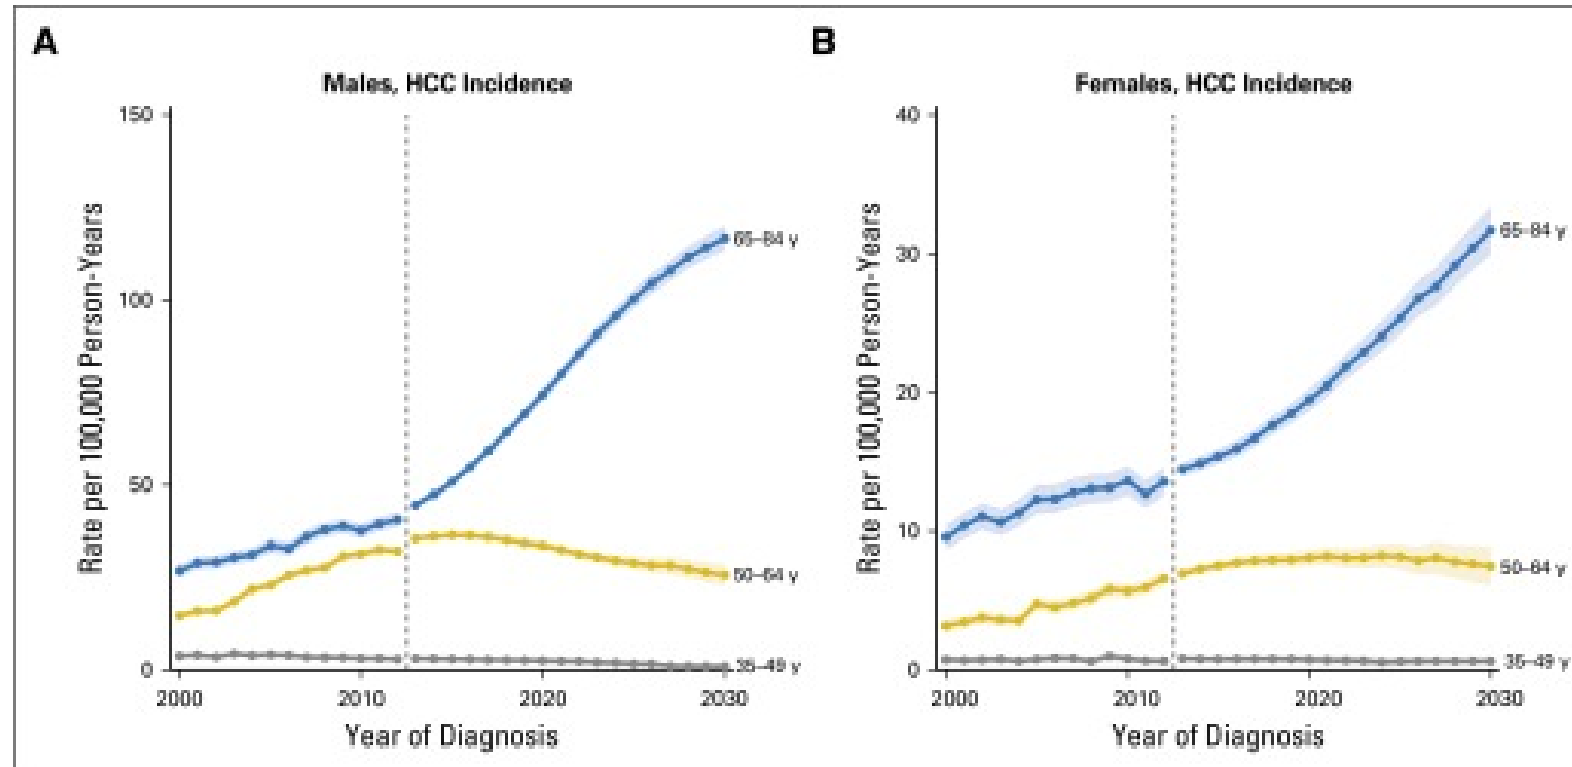 A
Males, HCC Incidence
Rate per 100,000 Person-Years
150
100
50
0
65–84 y
50–64 y
35–49 y
2000 2010 2020 2030
Year of Diagnosis
B
Females, HCC Incidence
Rate per 100,000 Person-Years
40
30
20
10
0
65–84 y
50–64 y
35–49 y
2000 2010 2020 2030
Year of Diagnosis